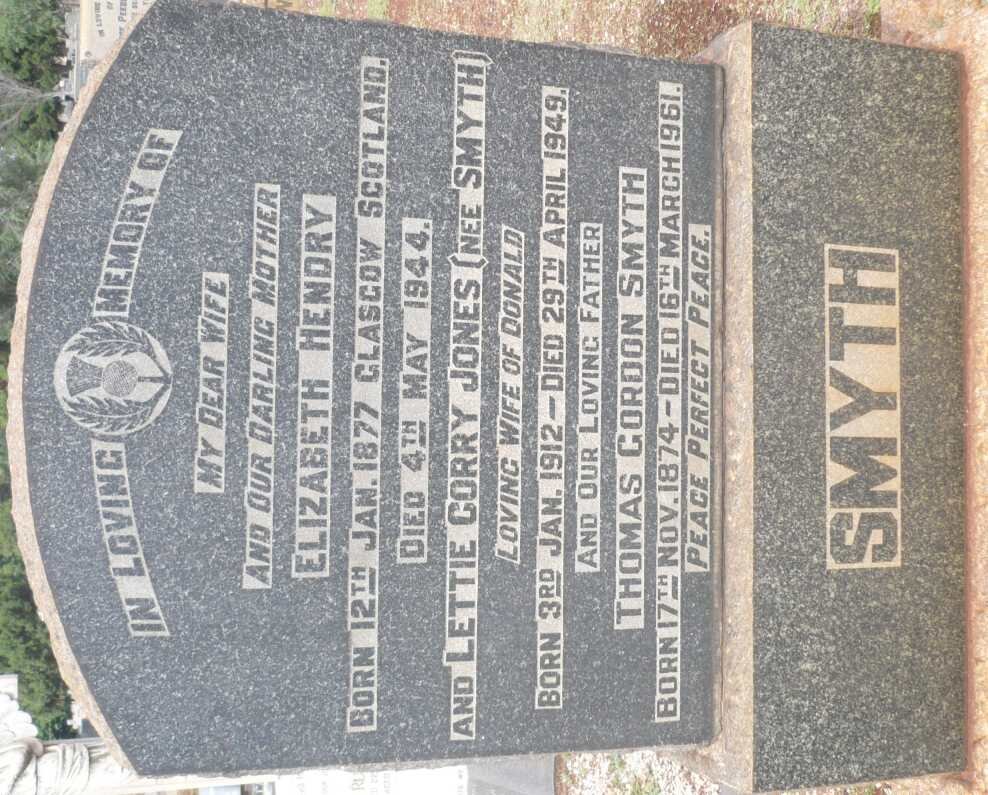 IN LOVING MEMORY OF
MY DEAR WIFE
AND OUR DARLING MOTHER
ELIZABETH HENDRY
BORN 12TH JAN. 1877 GLASGOW SCOTLAND.
DIED 4TH MAY 1944.
AND LETTIE CORRY JONES (NEE SMYTH)
LOVING WIFE OF DONALD
BORN 3RD JAN. 1912-DIED 29TH APRIL 1949.
AND OUR LOVING FATHER
THOMAS GORDON SMYTH
BORN 17TH NOV. 1874-DIED 16TH MARCH 1961.
PEACE PERFECT PEACE.
SMYTH